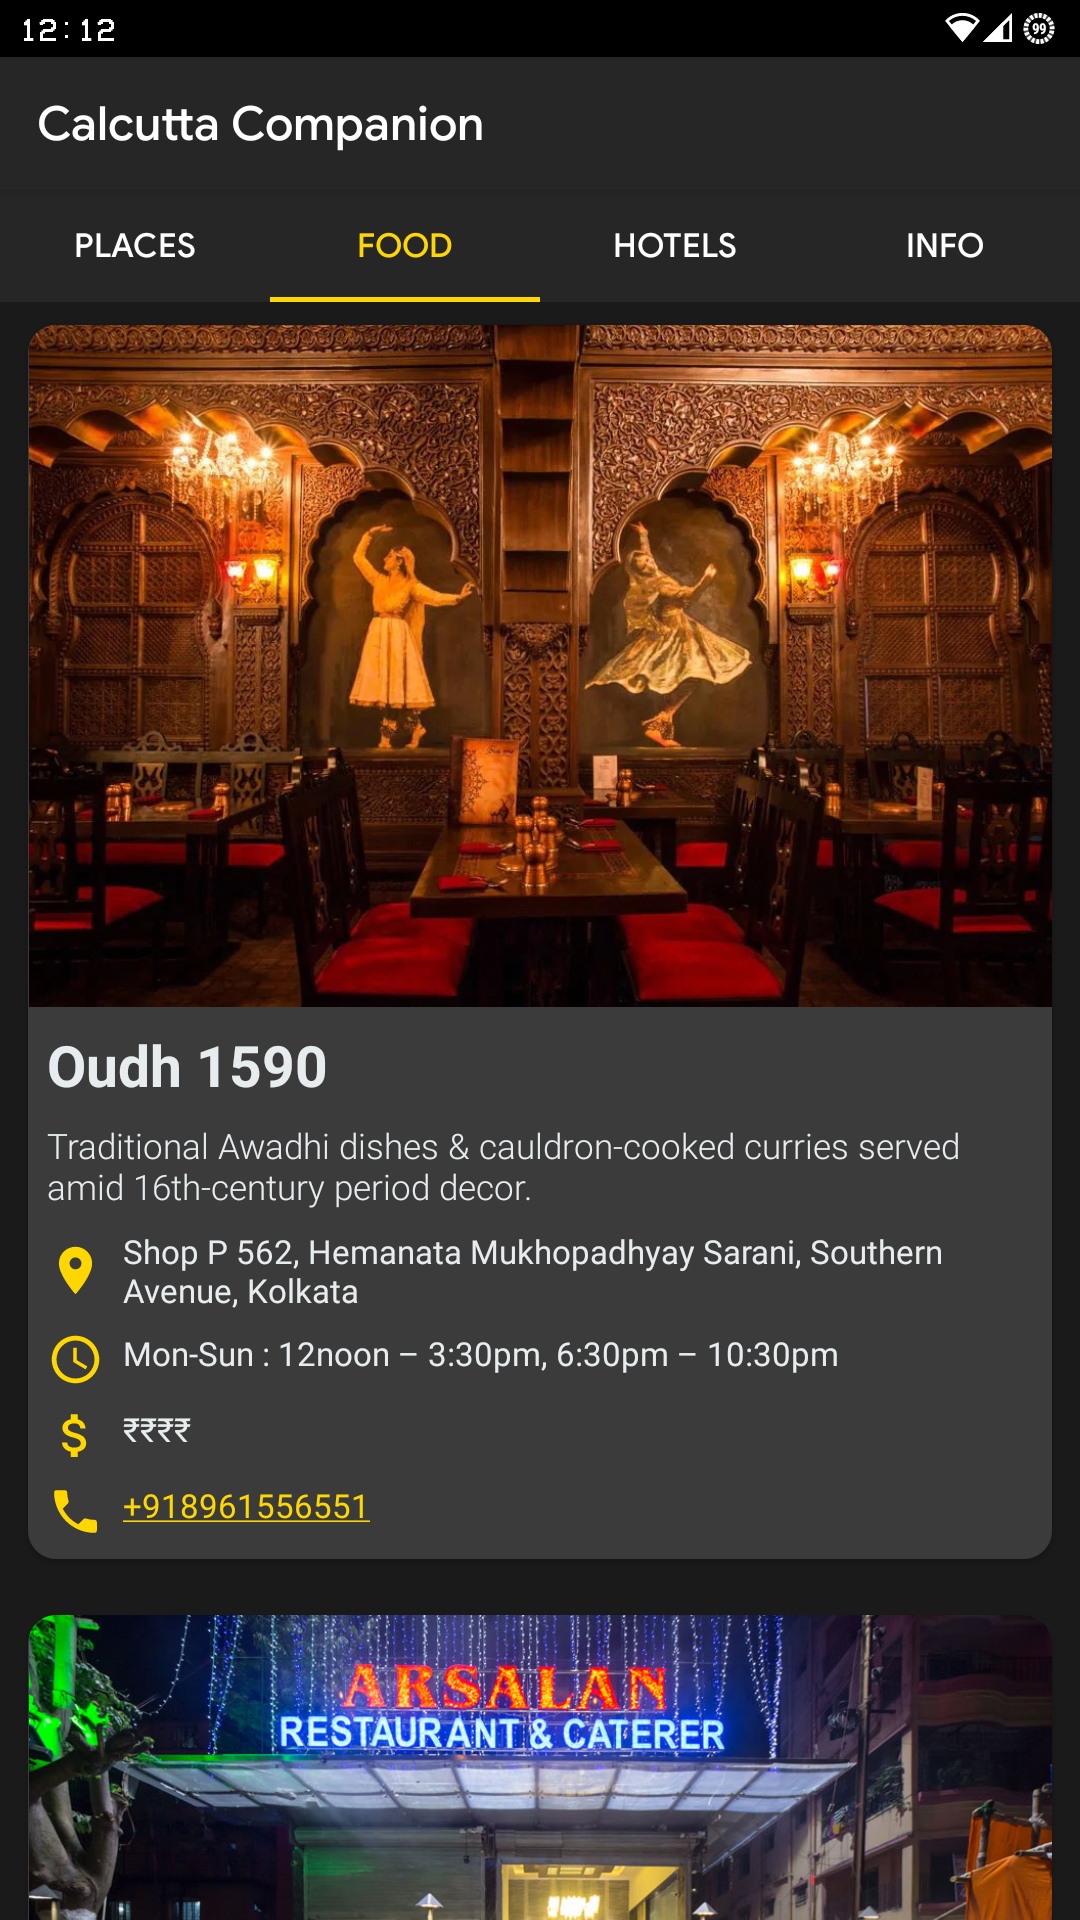 12:12
99
Calcutta Companion
PLACES
FOOD
HOTELS
INFO
Oudh 1590
Traditional Awadhi dishes & cauldron-cooked curries served
amid 16th-century period decor.
Shop P 562, Hemanata Mukhopadhyay Sarani, Southern
Avenue, Kolkata
Mon-Sun : 12noon – 3:30pm, 6:30pm – 10:30pm
$ ₹₹₹₹
+918961556551
ARSALAN
RESTAURANT & CATERER